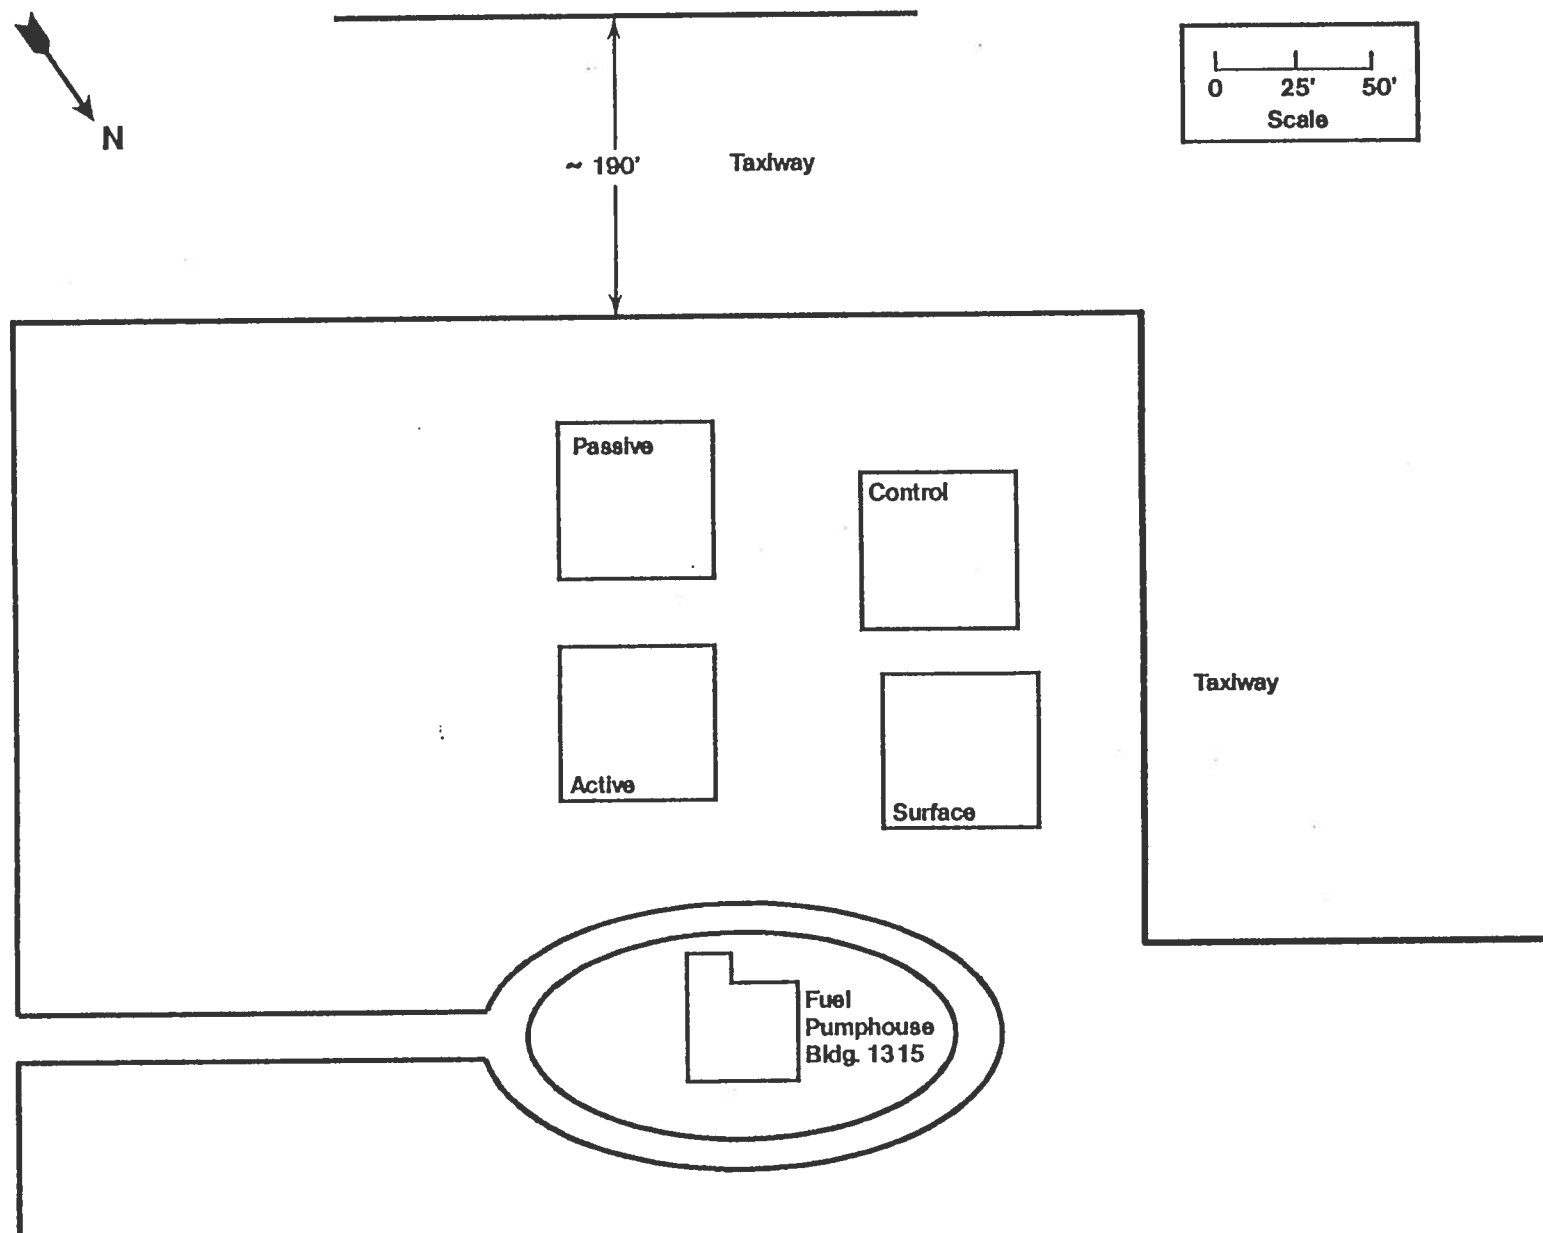 N
~ 190'
Taxiway
0 25' 50'
Scale
Passive
Control
Active
Surface
Taxiway
Fuel
Pumphouse
Bldg. 1315